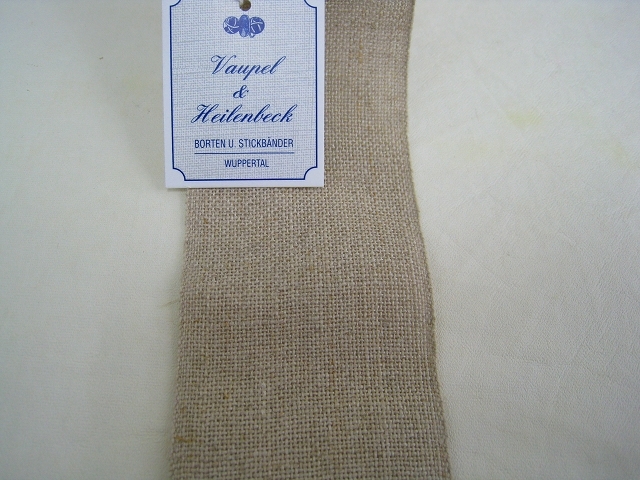 Vaupel
&
Heilenbeck
BORTEN U. STICKBÄNDER
WUPPERTAL